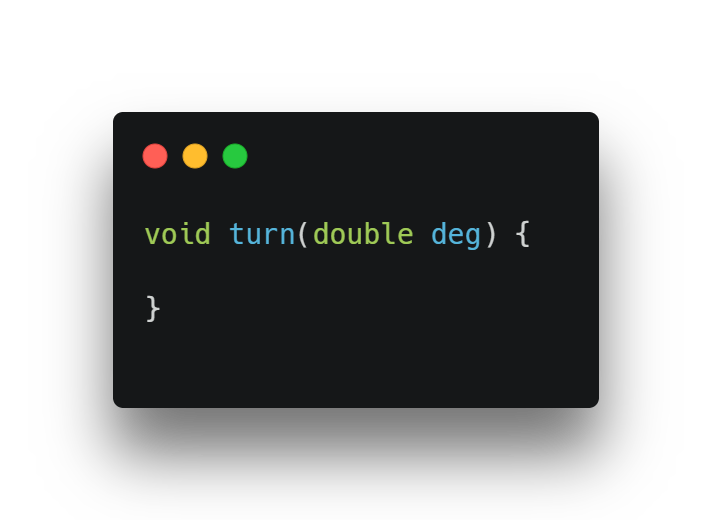 void turn(double deg) {
}